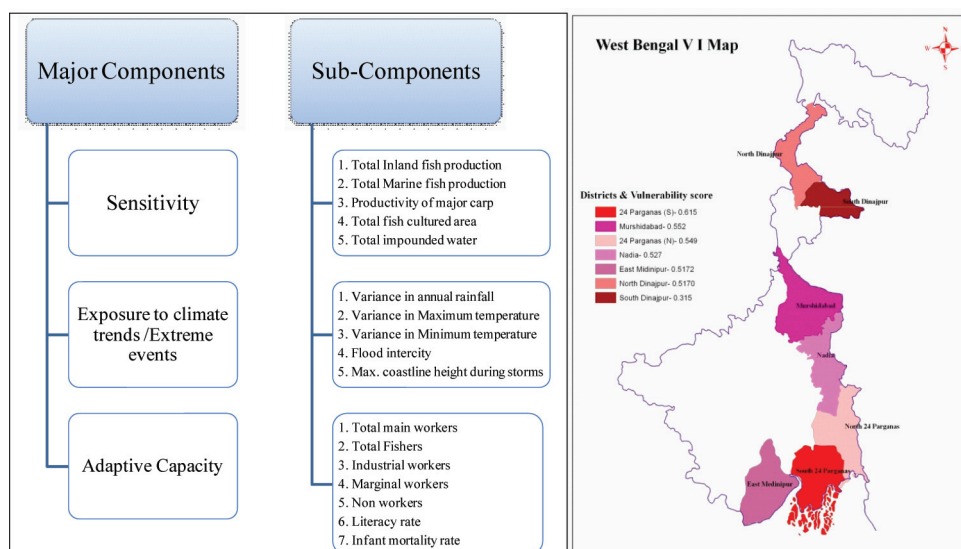 Major Components
Sub-Components
Sensitivity
1. Total Inland fish production
2. Total Marine fish production
3. Productivity of major carp
4. Total fish cultured area
5. Total impounded water
Exposure to climate
trends /Extreme
events
1. Variance in annual rainfall
2. Variance in Maximum temperature
3. Variance in Minimum temperature
4. Flood intercity
5. Max. coastline height during storms
Adaptive Capacity
1. Total main workers
2. Total Fishers
3. Industrial workers
4. Marginal workers
5. Non workers
6. Literacy rate
7. Infant mortality rate
West Bengal V I Map
N
W
E
S
North Dinajpur
South Dinajpur
Districts & Vulnerability score
24 Parganas (S)- 0.615
Murshidabad- 0.552
24 Parganas (N)- 0.549
Nadia- 0.527
East Midinipur- 0.5172
North Dinajpur- 0.5170
South Dinajpur- 0.315
Murshidabad
Nadia
North 24 Parganas
South 24 Parganas
East Medinipur